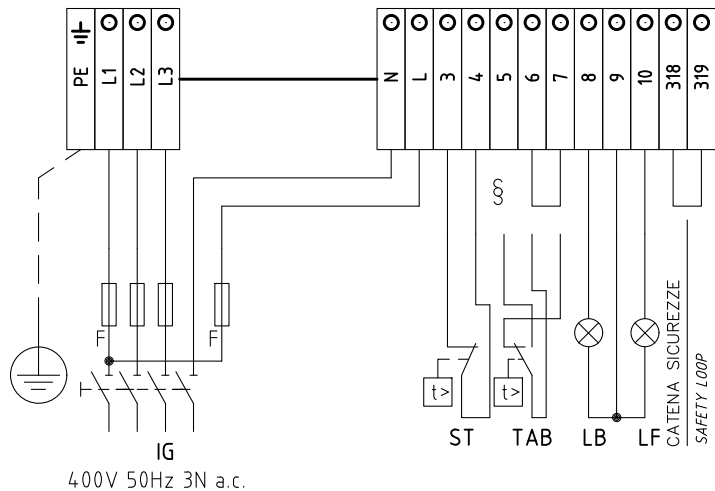 PE L1 L2 L3 N L 3 4 5 6 7 8 9 10 318 319
§
F F
t> t>
CATENA SICUREZZE
SAFETY LOOP
ST TAB LB LF
IG
400V 50Hz 3N a.c.